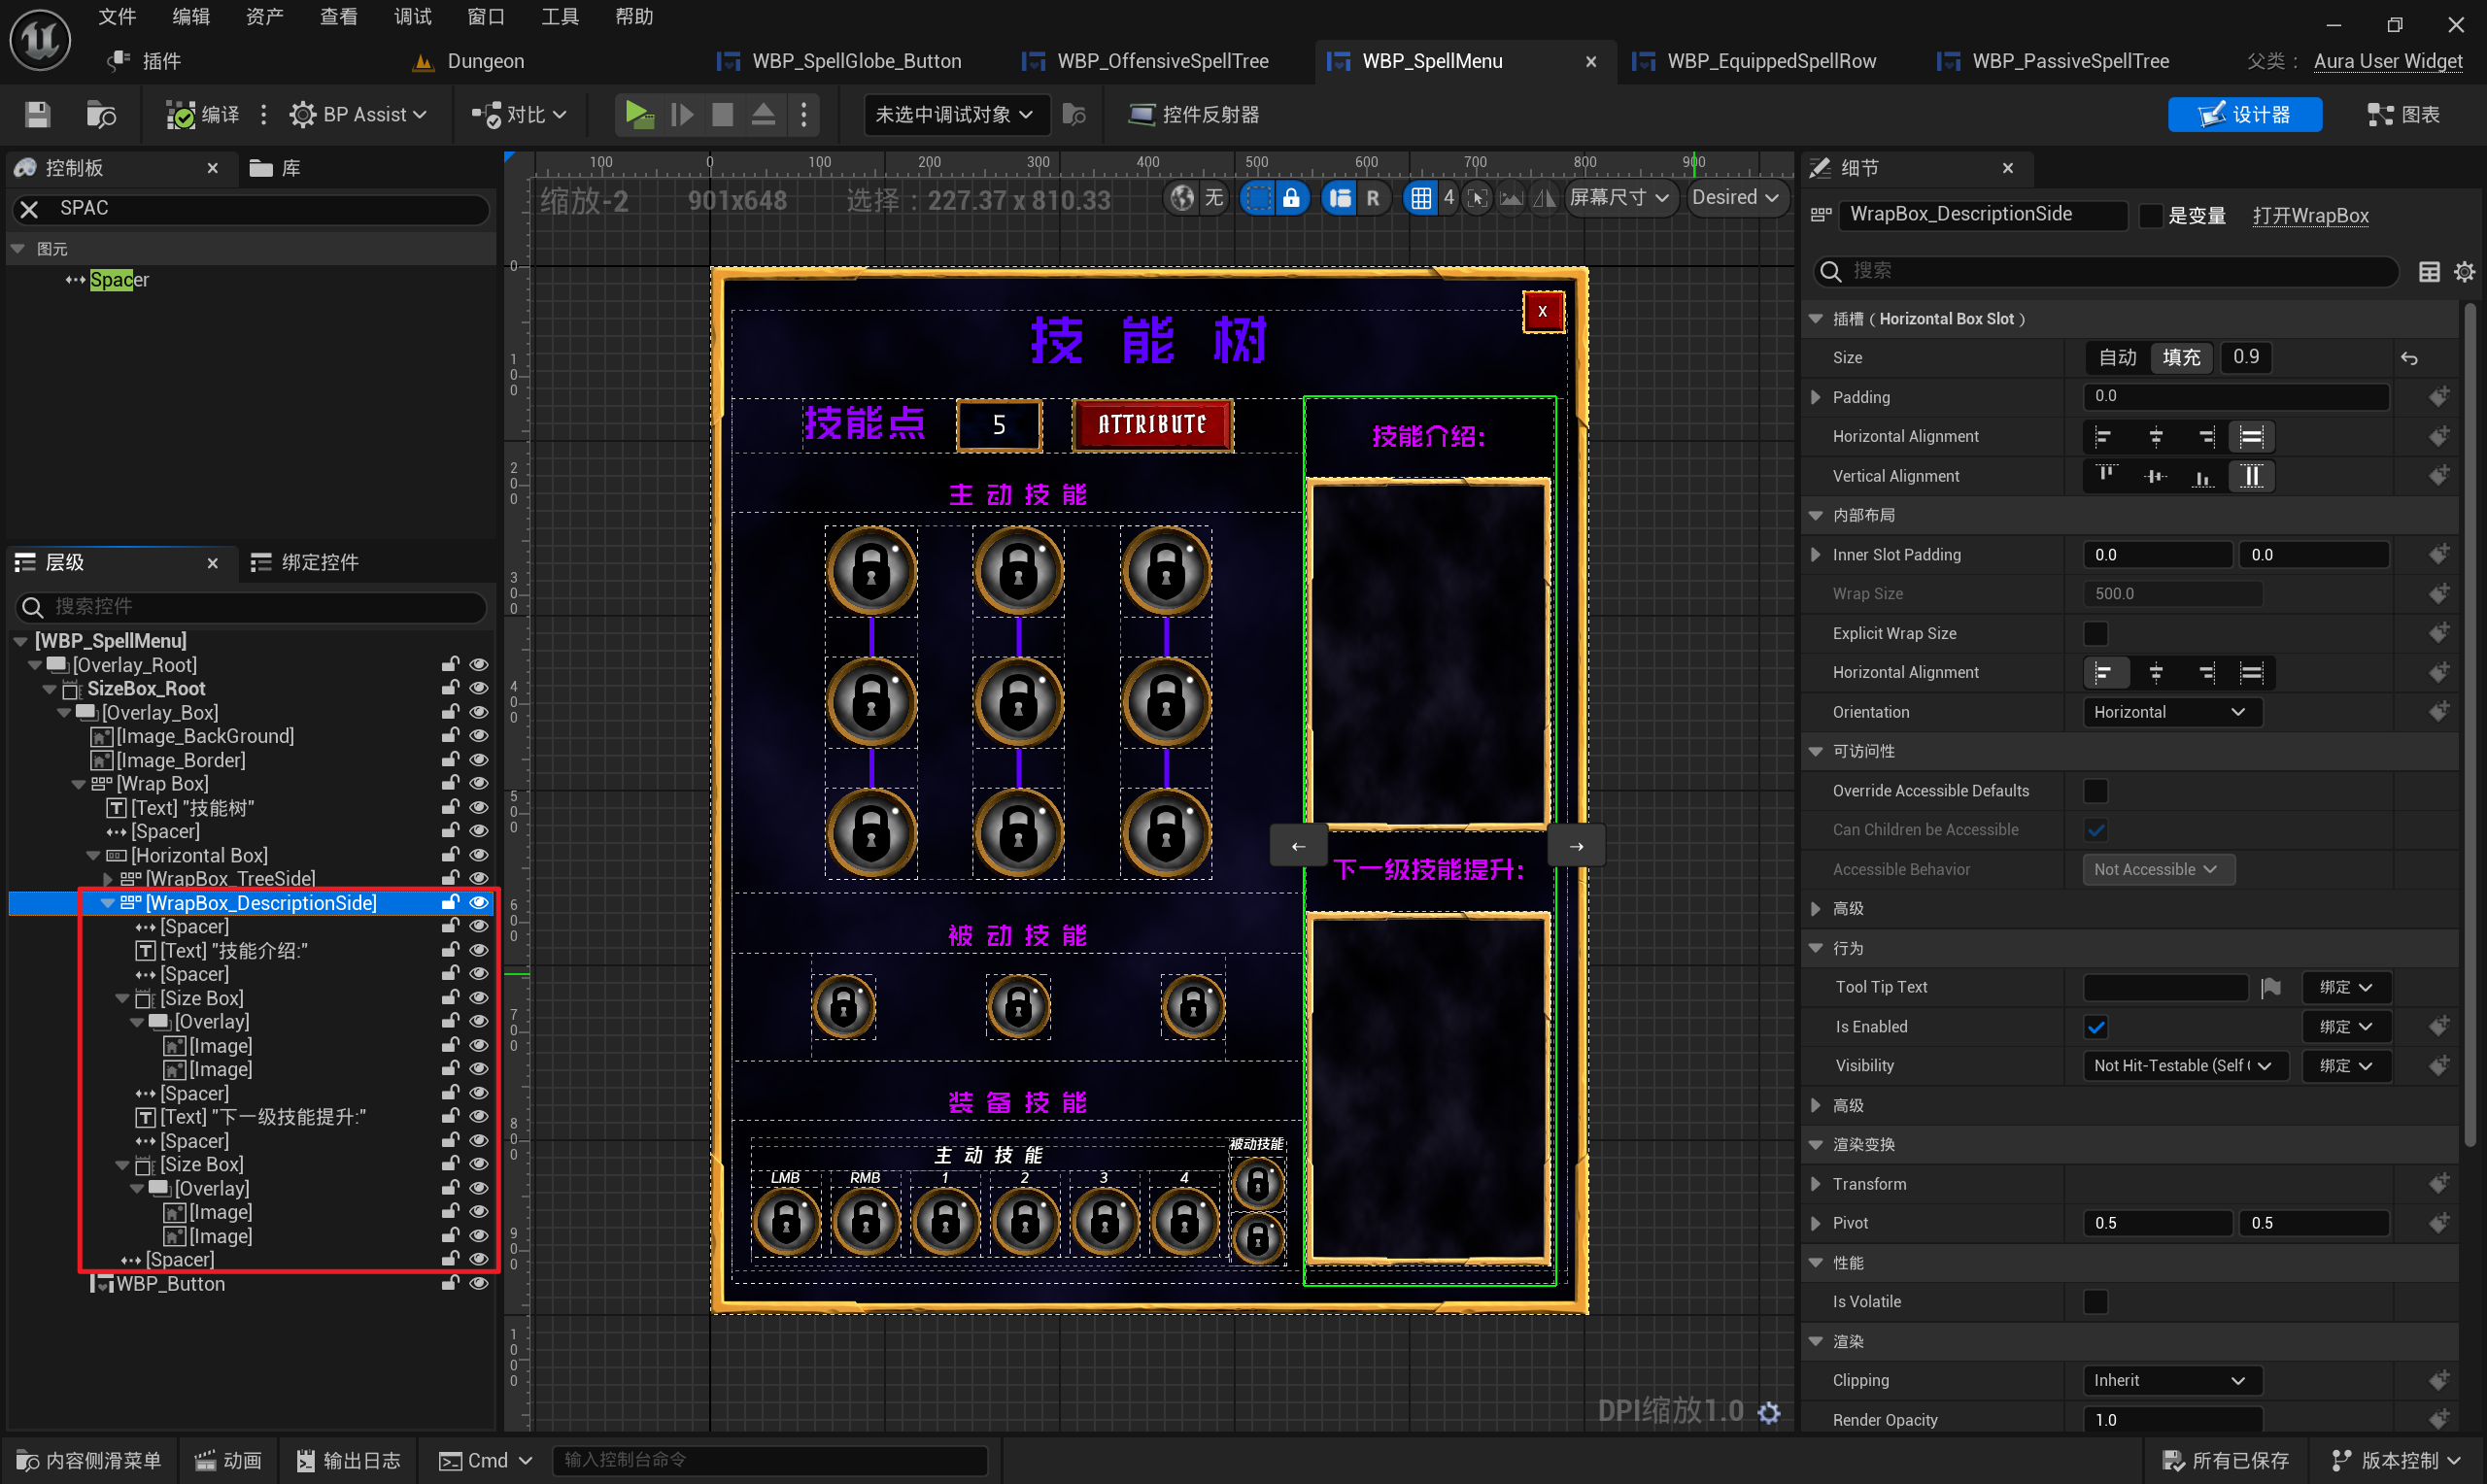 文件 编辑 资产 查看 调试 窗口 工具 帮助
插件 Dungeon WBP_SpellGlobe_Button WBP_OffensiveSpellTree WBP_SpellMenu WBP_EquippedSpellRow WBP_PassiveSpellTree 父类： Aura User Widget
编译 BP Assist 对比 未选中调试对象 控件反射器 设计器 图表
控制板 库
SPAC
图元
Spacer
层级 绑定控件
搜索控件
[WBP_SpellMenu]
[Overlay_Root]
SizeBox_Root
[Overlay_Box]
[Image_BackGround]
[Image_Border]
[Wrap Box]
[Text] "技能树"
[Spacer]
[Horizontal Box]
[WrapBox_TreeSide]
[WrapBox_DescriptionSide]
[Spacer]
[Text] "技能介绍:"
[Spacer]
[Size Box]
[Overlay]
[Image]
[Image]
[Spacer]
[Text] "下一级技能提升:"
[Spacer]
[Size Box]
[Overlay]
[Image]
[Image]
[Spacer]
WBP_Button
100 0 100 200 300 400 500 600 700 800 900
缩放-2 901x648 选择：227.37 x 810.33 无 R 4 屏幕尺寸 Desired
0
100
200
300
400
500
600
700
800
900
1000
技 能 树
X
技能点 5 ATTRIBUTE
技能介绍:
主 动 技 能
← →
下一级技能提升:
被 动 技 能
装 备 技 能
主 动 技 能 被动技能
LMB RMB 1 2 3 4
DPI缩放1.0
细节
WrapBox_DescriptionSide 是变量 打开WrapBox
搜索
插槽（Horizontal Box Slot）
Size 自动 填充 0.9
Padding 0.0
Horizontal Alignment
Vertical Alignment
内部布局
Inner Slot Padding 0.0 0.0
Wrap Size 500.0
Explicit Wrap Size
Horizontal Alignment
Orientation Horizontal
可访问性
Override Accessible Defaults
Can Children be Accessible
Accessible Behavior Not Accessible
高级
行为
Tool Tip Text 绑定
Is Enabled 绑定
Visibility Not Hit-Testable (Self ( 绑定
高级
渲染变换
Transform
Pivot 0.5 0.5
性能
Is Volatile
渲染
Clipping Inherit
Render Opacity 1.0
内容侧滑菜单 动画 输出日志 Cmd 输入控制台命令 所有已保存 版本控制